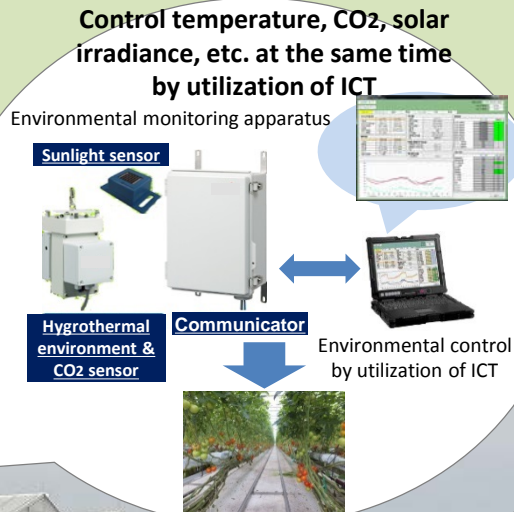 Control temperature, CO2, solar
irradiance, etc. at the same time
by utilization of ICT
Environmental monitoring apparatus
Sunlight sensor
Hygrothermal
environment &
CO2 sensor
Communicator
Environmental control
by utilization of ICT